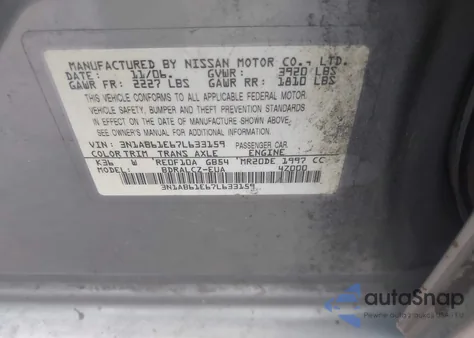 MANUFACTURED BY NISSAN MOTOR CO., LTD.
DATE: 11/06. GVWR: 3920 LBS
GAWR FR: 2227 LBS GAWR RR: 1810 LBS
THIS VEHICLE CONFORMS TO ALL APPLICABLE FEDERAL MOTOR
VEHICLE SAFETY, BUMPER AND THEFT PREVENTION STANDARDS
IN EFFECT ON THE DATE OF MANUFACTURE SHOWN ABOVE.
SEE OWNER'S MANUAL FOR ADDITIONAL INFORMATION.
VIN: 3N1AB61E67L633159 PASSENGER CAR
COLOR TRIM TRANS AXLE ENGINE
K36 W RE0F10A GB54 MR20DE 1997 CC
MODEL: BDRALCZ-EUA 4Z000
3N1AB61E67L633159
autoSnap